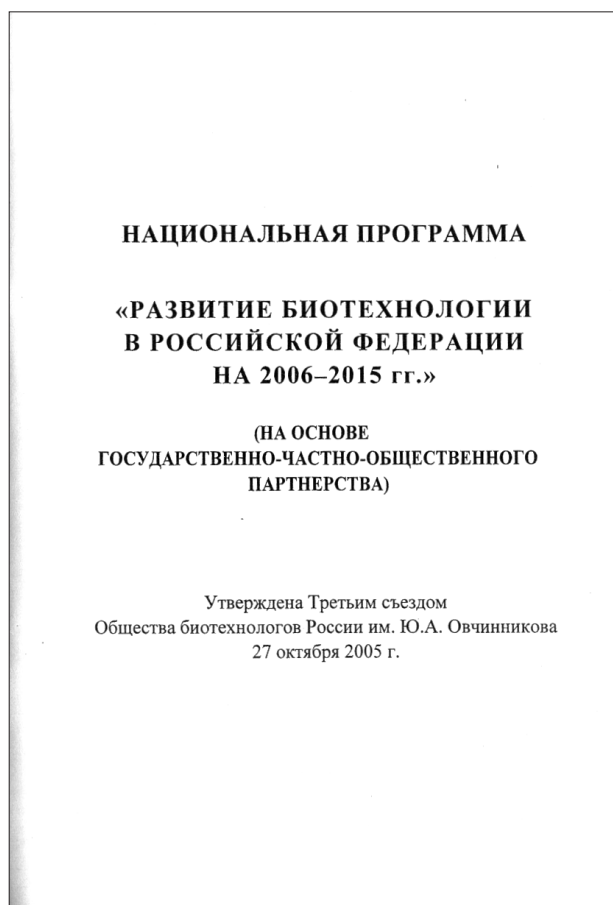 НАЦИОНАЛЬНАЯ ПРОГРАММА
«РАЗВИТИЕ БИОТЕХНОЛОГИИ
В РОССИЙСКОЙ ФЕДЕРАЦИИ
НА 2006–2015 гг.»
(НА ОСНОВЕ
ГОСУДАРСТВЕННО-ЧАСТНО-ОБЩЕСТВЕННОГО
ПАРТНЕРСТВА)
Утверждена Третьим съездом
Общества биотехнологов России им. Ю.А. Овчинникова
27 октября 2005 г.